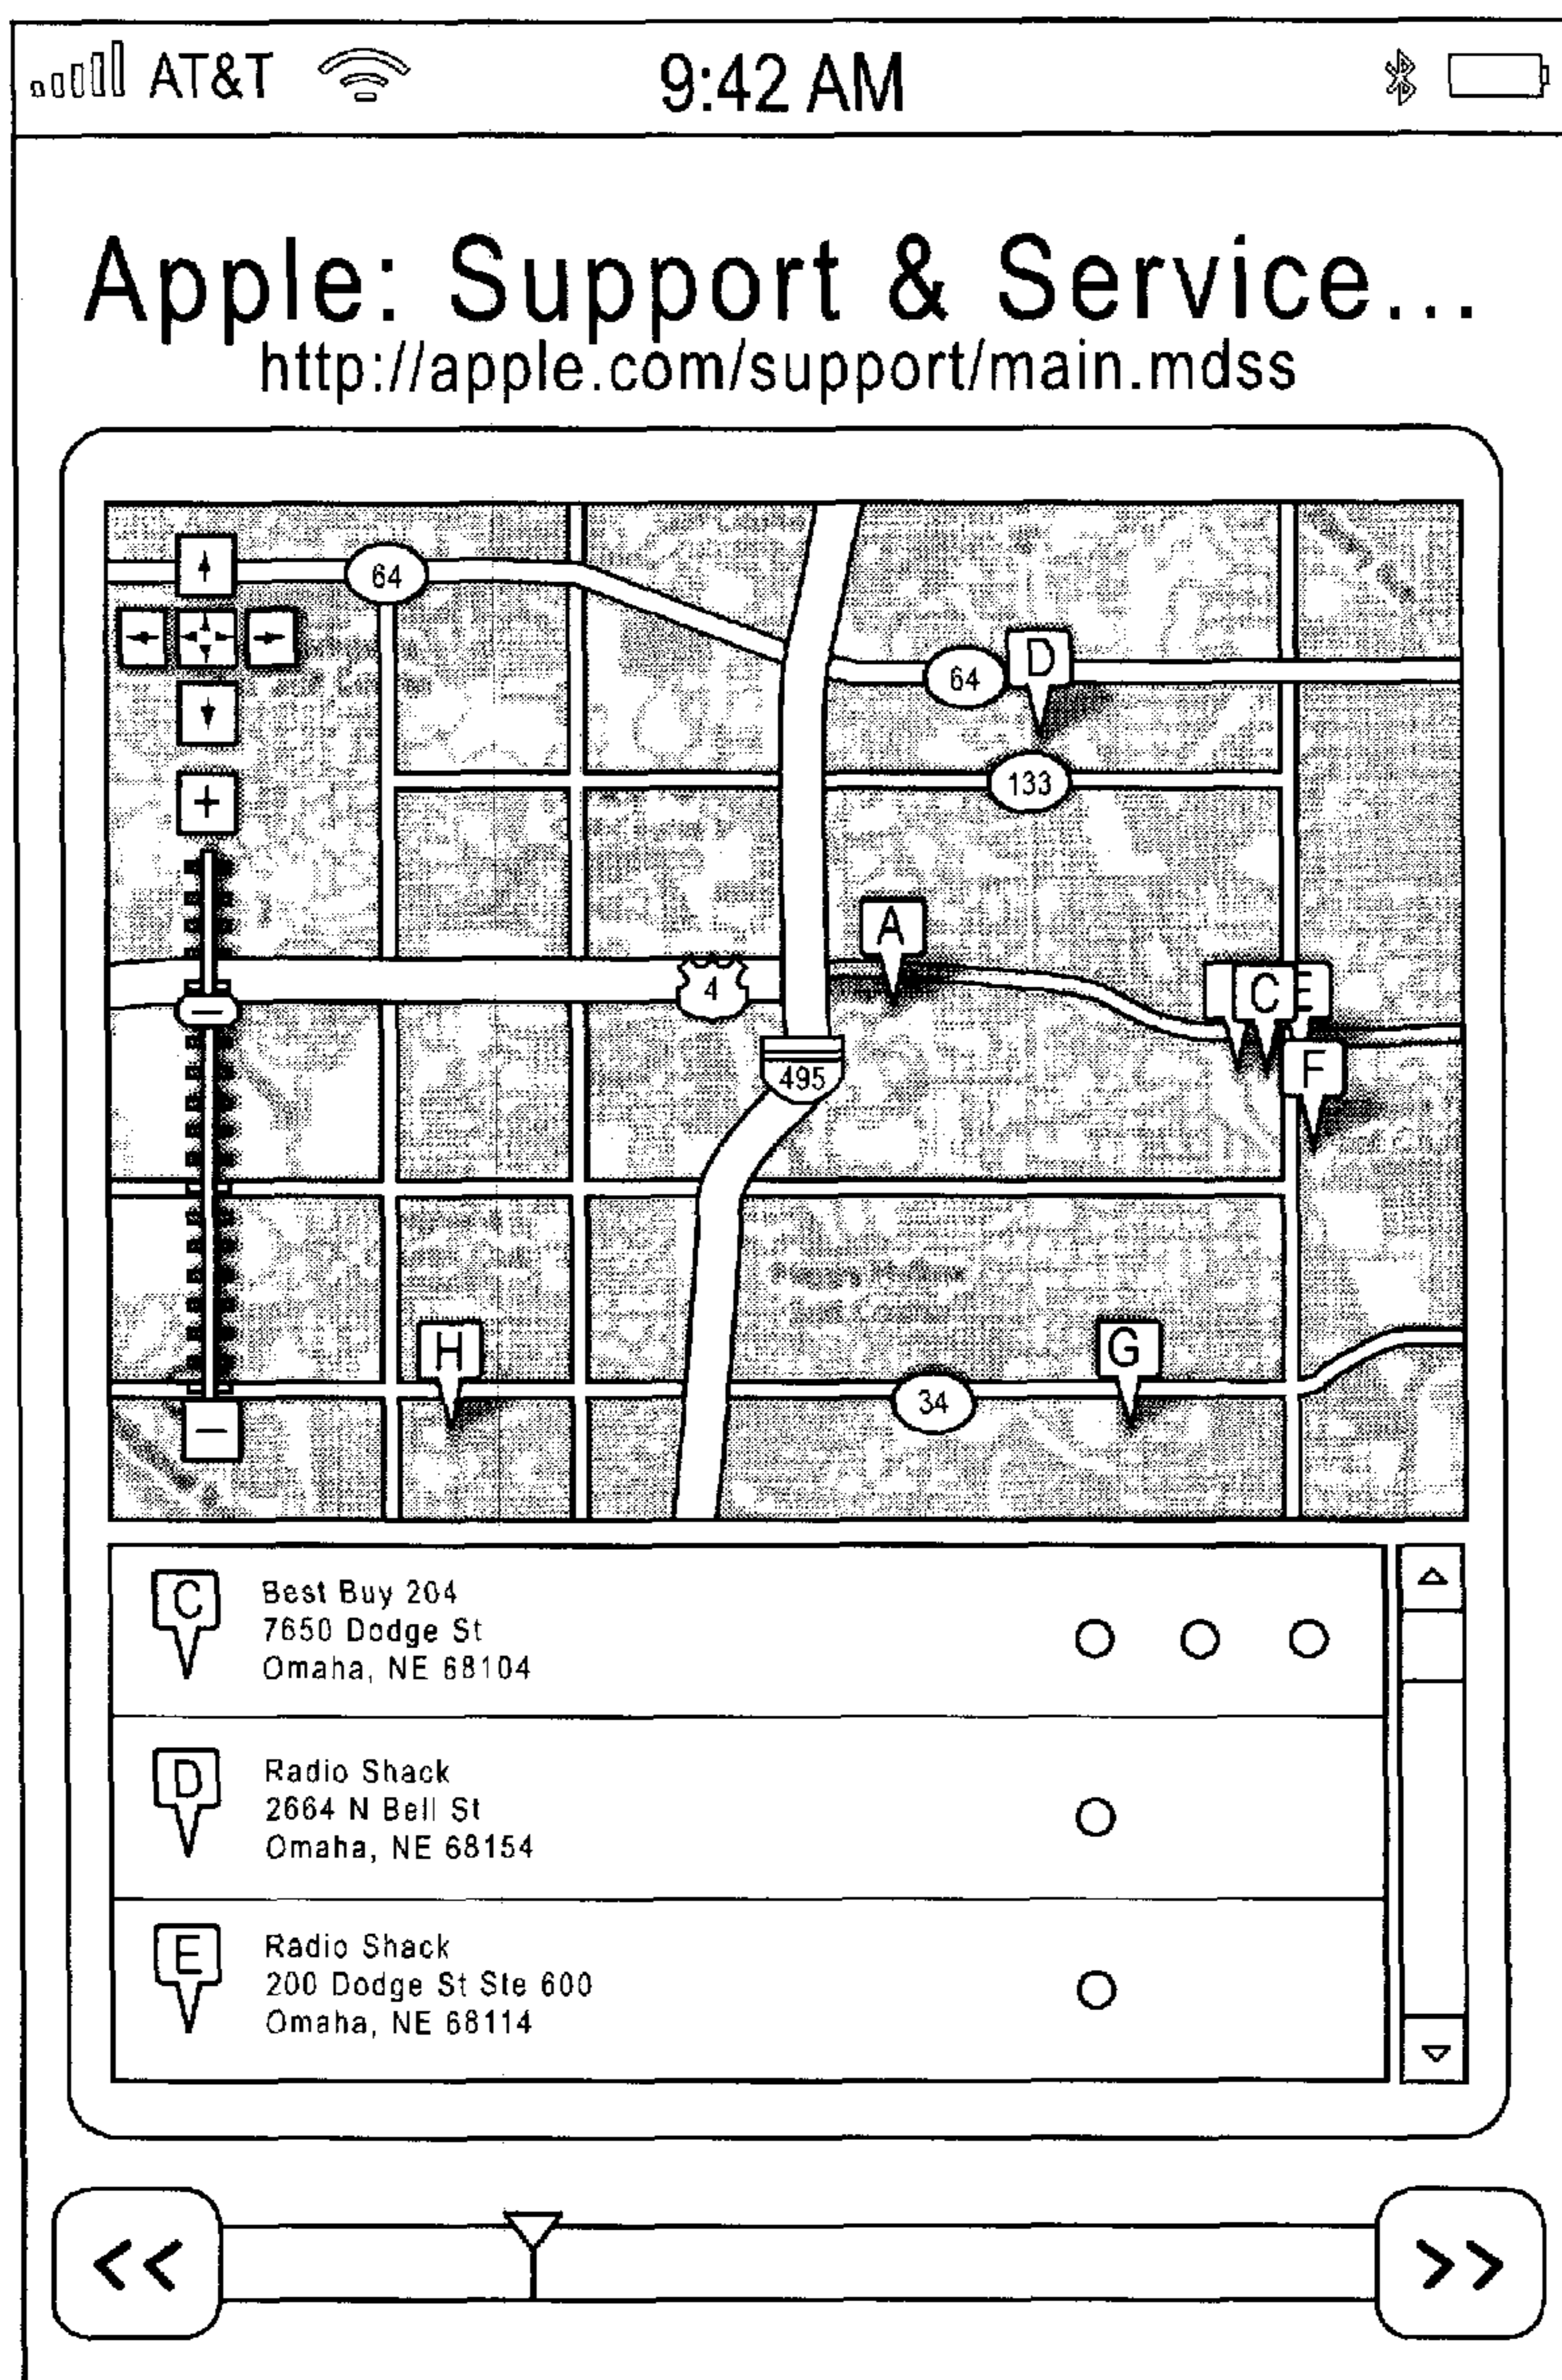 AT&T 9:42 AM
Apple: Support & Service...
http://apple.com/support/main.mdss
64
64
D
133
A
4
C
E
495
F
H
G
34
C
Best Buy 204
7650 Dodge St
Omaha, NE 68104
D
Radio Shack
2664 N Bell St
Omaha, NE 68154
E
Radio Shack
200 Dodge St Ste 600
Omaha, NE 68114
<< >>